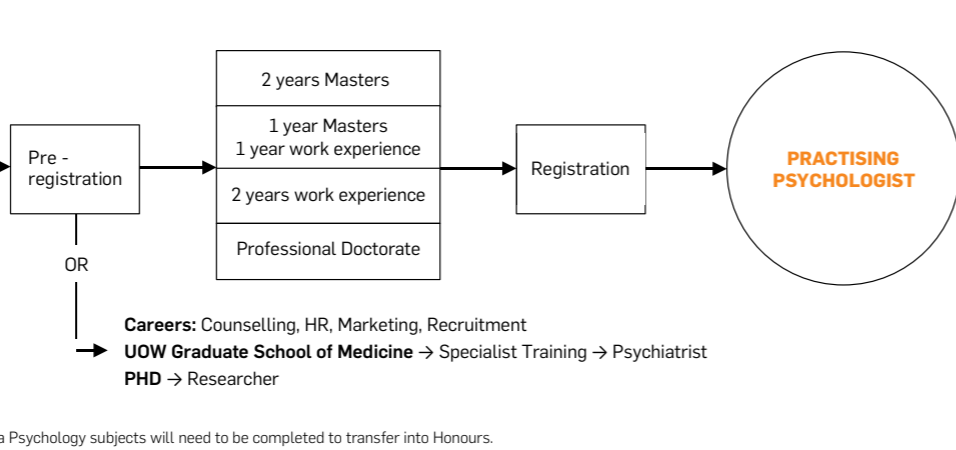 2 years Masters
1 year Masters
1 year work experience
Pre -
registration
2 years work experience
Professional Doctorate
Registration
PRACTISING
PSYCHOLOGIST
OR
Careers: Counselling, HR, Marketing, Recruitment
UOW Graduate School of Medicine → Specialist Training → Psychiatrist
PHD → Researcher
a Psychology subjects will need to be completed to transfer into Honours.